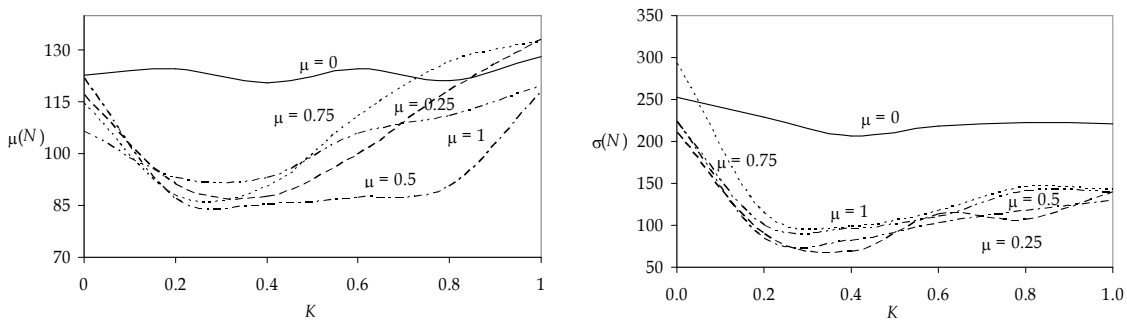 130
115
100
85
70
μ(N)
μ = 0
μ = 0.75
μ = 0.25
μ = 1
μ = 0.5
0 0.2 0.4 0.6 0.8 1
K
350
300
250
200
150
100
50
σ(N)
μ = 0
μ = 0.75
μ = 1
μ = 0.5
μ = 0.25
0.0 0.2 0.4 0.6 0.8 1.0
K